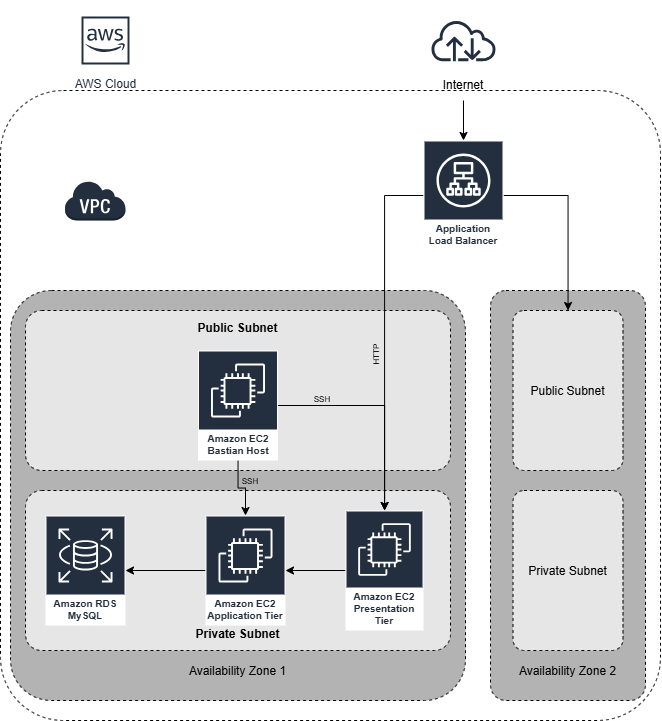 aws
AWS Cloud
Internet
VPC
Application
Load Balancer
Public Subnet
HTTP
Amazon EC2
Bastian Host
SSH
SSH
Public Subnet
Amazon RDS
MySQL
Amazon EC2
Application Tier
Amazon EC2
Presentation
Tier
Private Subnet
Private Subnet
Availability Zone 1
Availability Zone 2